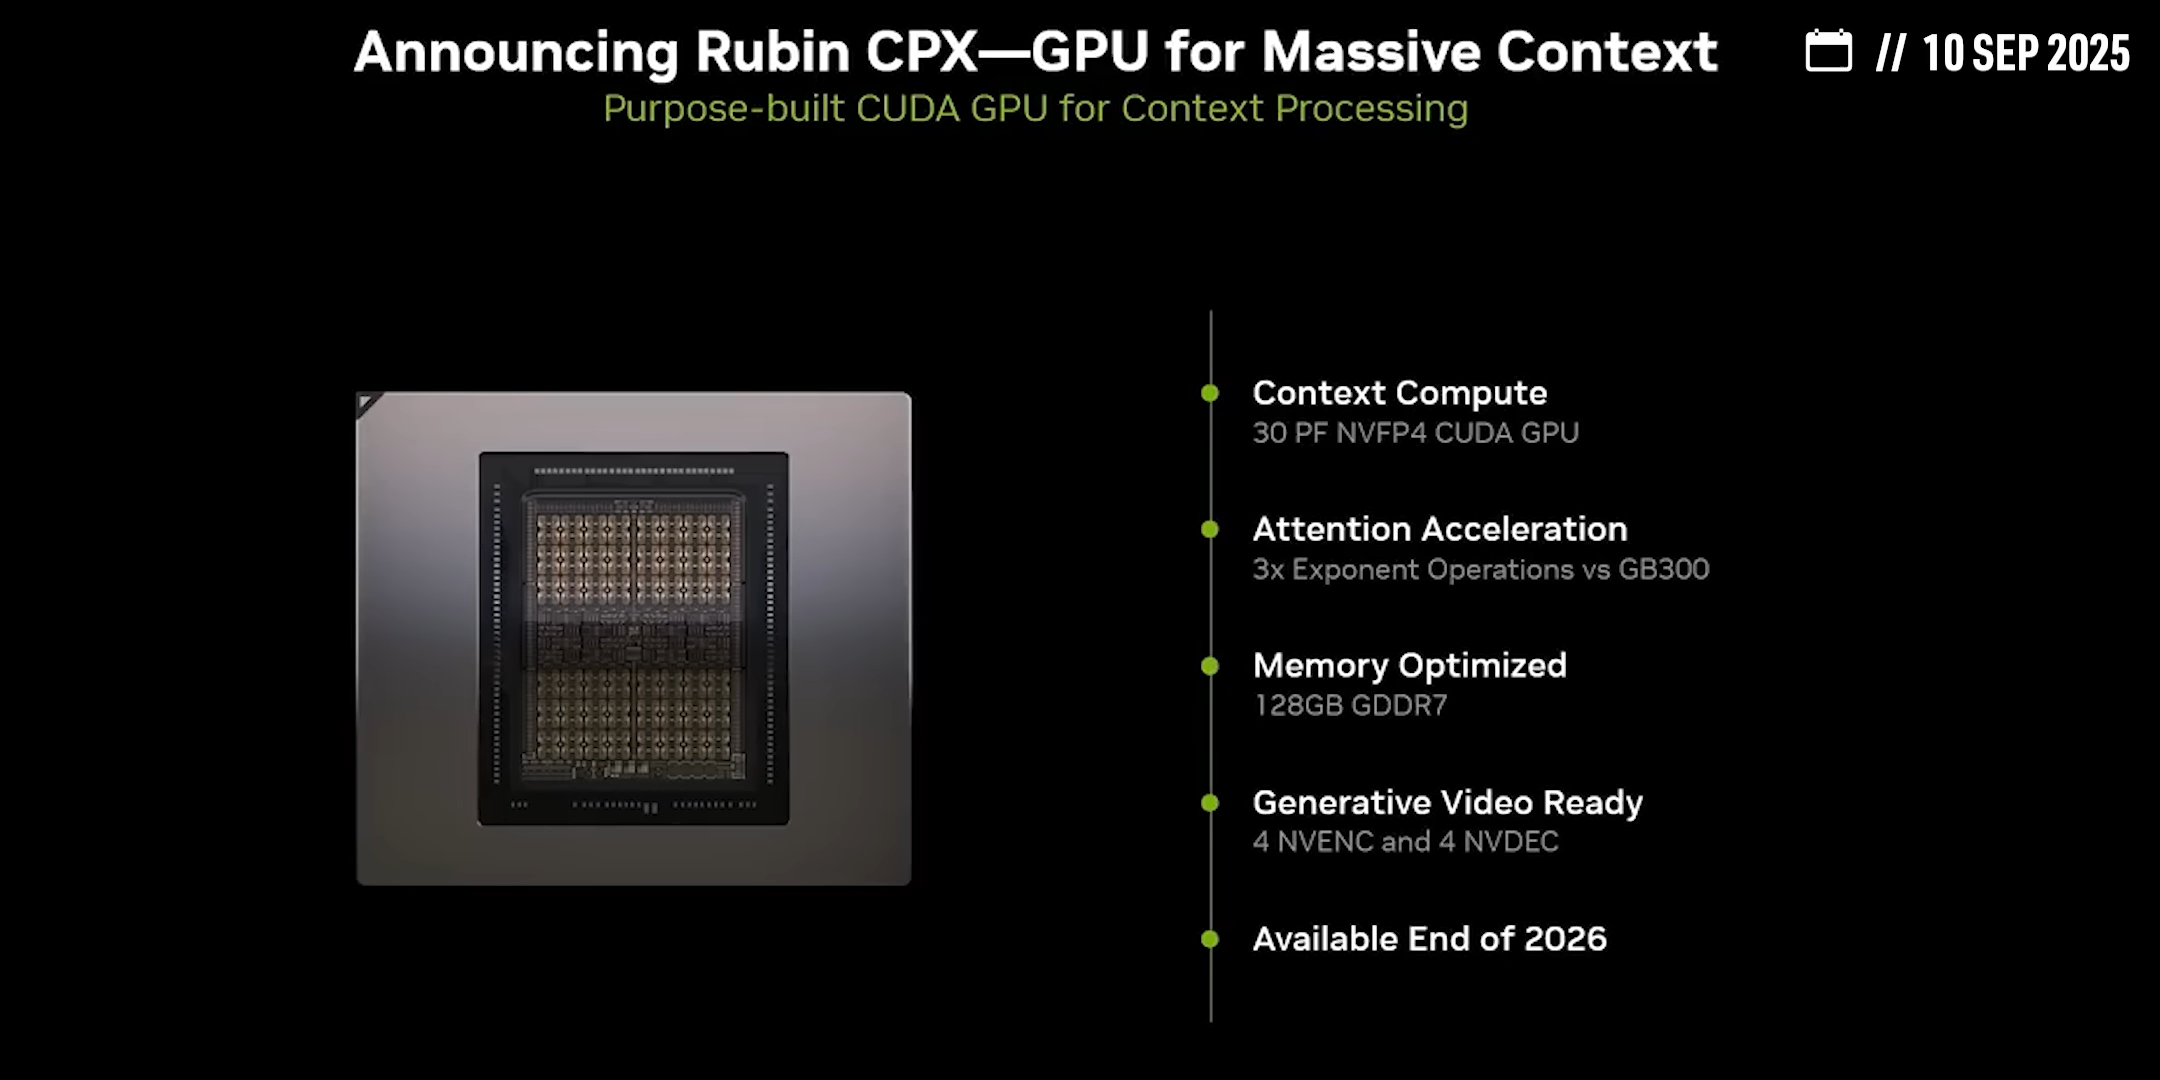 Announcing Rubin CPX—GPU for Massive Context
// 10 SEP 2025
Purpose-built CUDA GPU for Context Processing
Context Compute
30 PF NVFP4 CUDA GPU
Attention Acceleration
3x Exponent Operations vs GB300
Memory Optimized
128GB GDDR7
Generative Video Ready
4 NVENC and 4 NVDEC
Available End of 2026